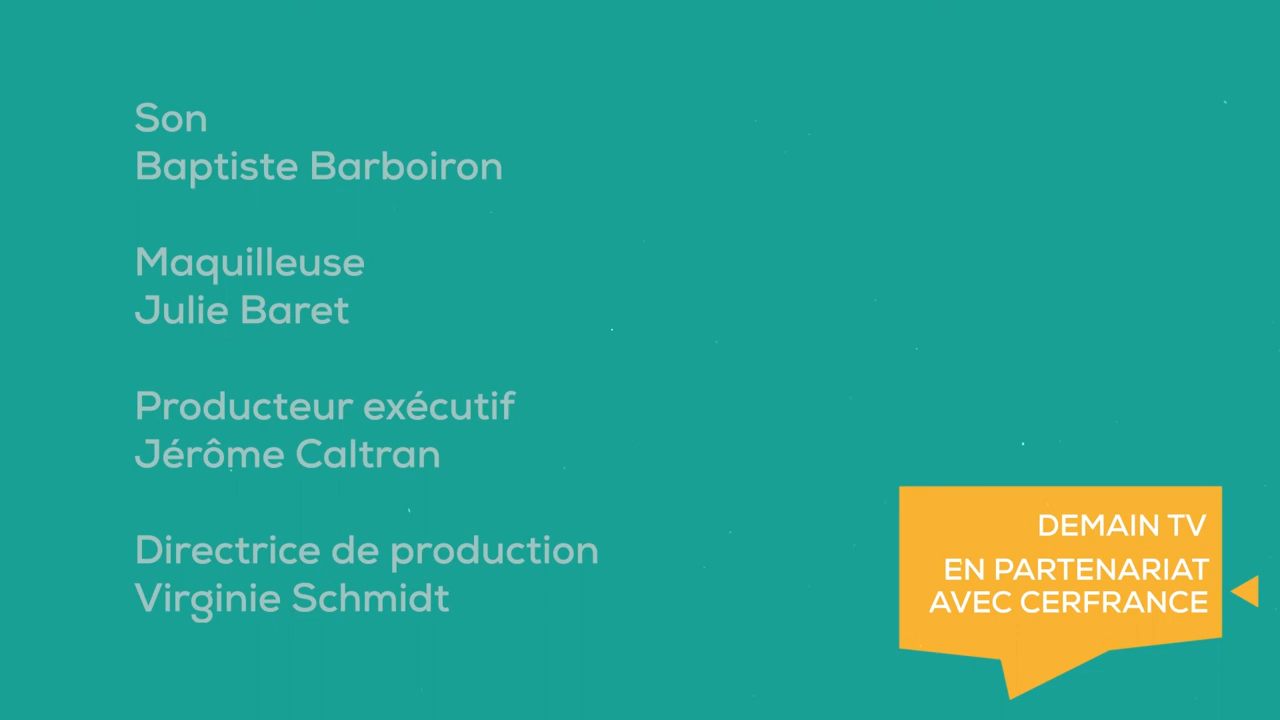 Son
Baptiste Barboiron
Maquilleuse
Julie Baret
Producteur exécutif
Jérôme Caltran
Directrice de production
Virginie Schmidt
DEMAIN TV
EN PARTENARIAT
AVEC CERFRANCE